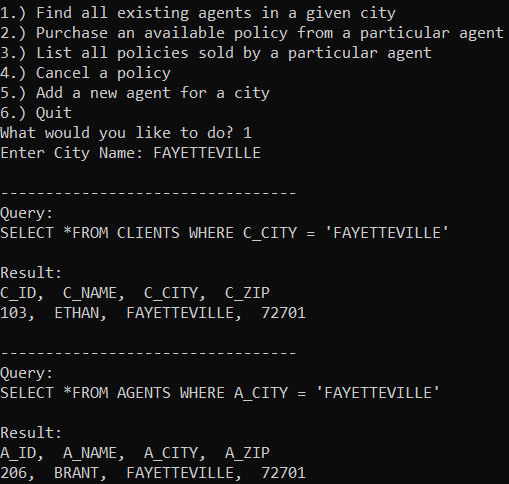 1.) Find all existing agents in a given city
2.) Purchase an available policy from a particular agent
3.) List all policies sold by a particular agent
4.) Cancel a policy
5.) Add a new agent for a city
6.) Quit
What would you like to do? 1
Enter City Name: FAYETTEVILLE
---------------------------------
Query:
SELECT *FROM CLIENTS WHERE C_CITY = 'FAYETTEVILLE'
Result:
C_ID,  C_NAME,  C_CITY,  C_ZIP
103,  ETHAN,  FAYETTEVILLE,  72701
---------------------------------
Query:
SELECT *FROM AGENTS WHERE A_CITY = 'FAYETTEVILLE'
Result:
A_ID,  A_NAME,  A_CITY,  A_ZIP
206,  BRANT,  FAYETTEVILLE,  72701